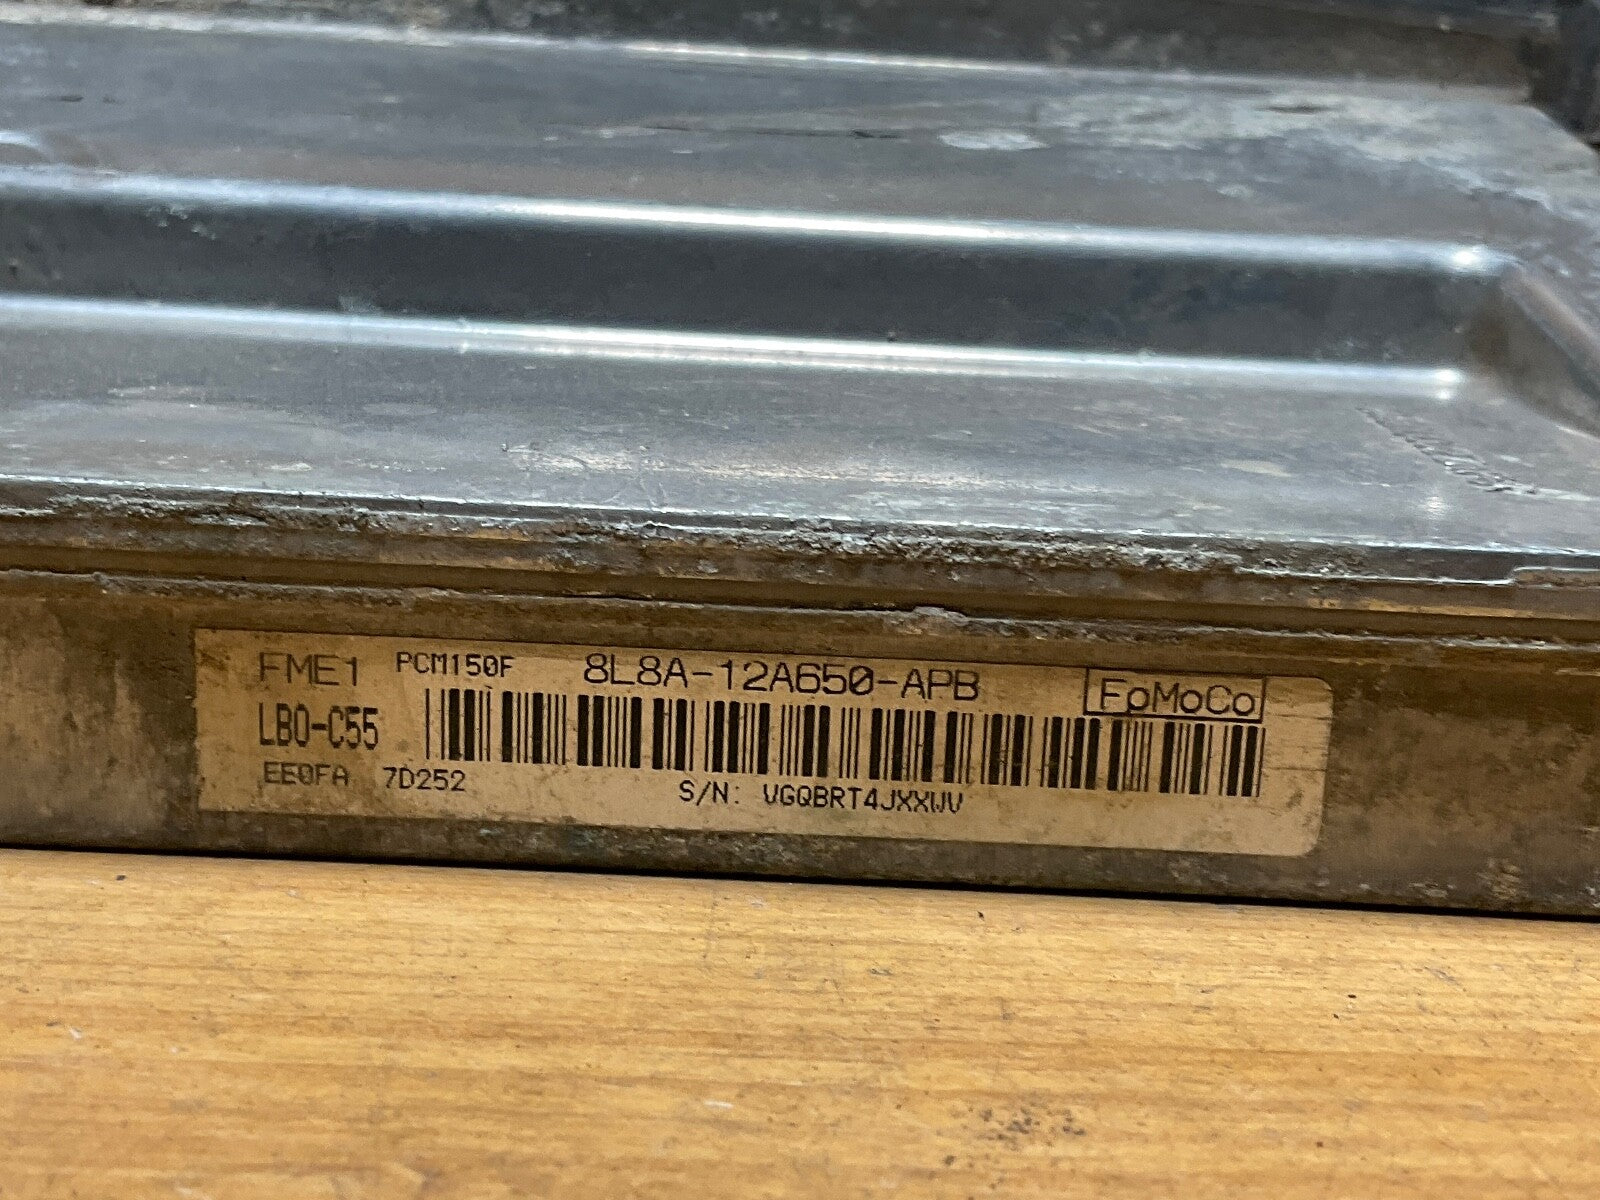 FME1 PCM150F 8L8A-12A650-APB FoMoCo
LB0-C55
EE0FA 7D252 S/N: VGQBRT4JXXWV